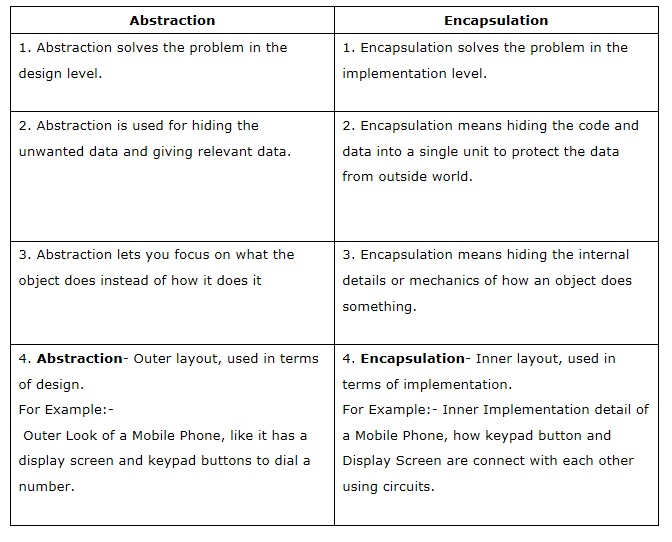 Abstraction
Encapsulation
1. Abstraction solves the problem in the
design level.
1. Encapsulation solves the problem in the
implementation level.
2. Abstraction is used for hiding the
unwanted data and giving relevant data.
2. Encapsulation means hiding the code and
data into a single unit to protect the data
from outside world.
3. Abstraction lets you focus on what the
object does instead of how it does it
3. Encapsulation means hiding the internal
details or mechanics of how an object does
something.
4. Abstraction- Outer layout, used in terms
of design.
For Example:-
Outer Look of a Mobile Phone, like it has a
display screen and keypad buttons to dial a
number.
4. Encapsulation- Inner layout, used in
terms of implementation.
For Example:- Inner Implementation detail of
a Mobile Phone, how keypad button and
Display Screen are connect with each other
using circuits.